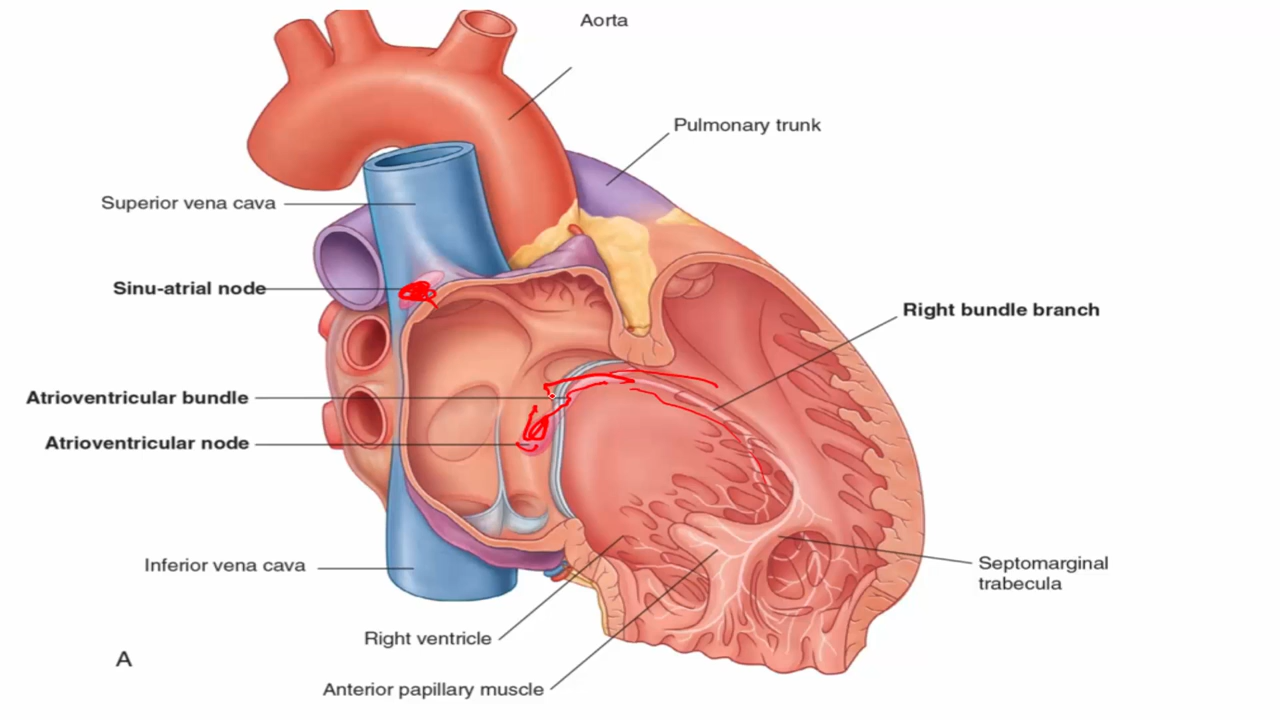 Aorta
Pulmonary trunk
Superior vena cava
Sinu-atrial node
Right bundle branch
Atrioventricular bundle
Atrioventricular node
Inferior vena cava
Septomarginal
trabecula
Right ventricle
A
Anterior papillary muscle